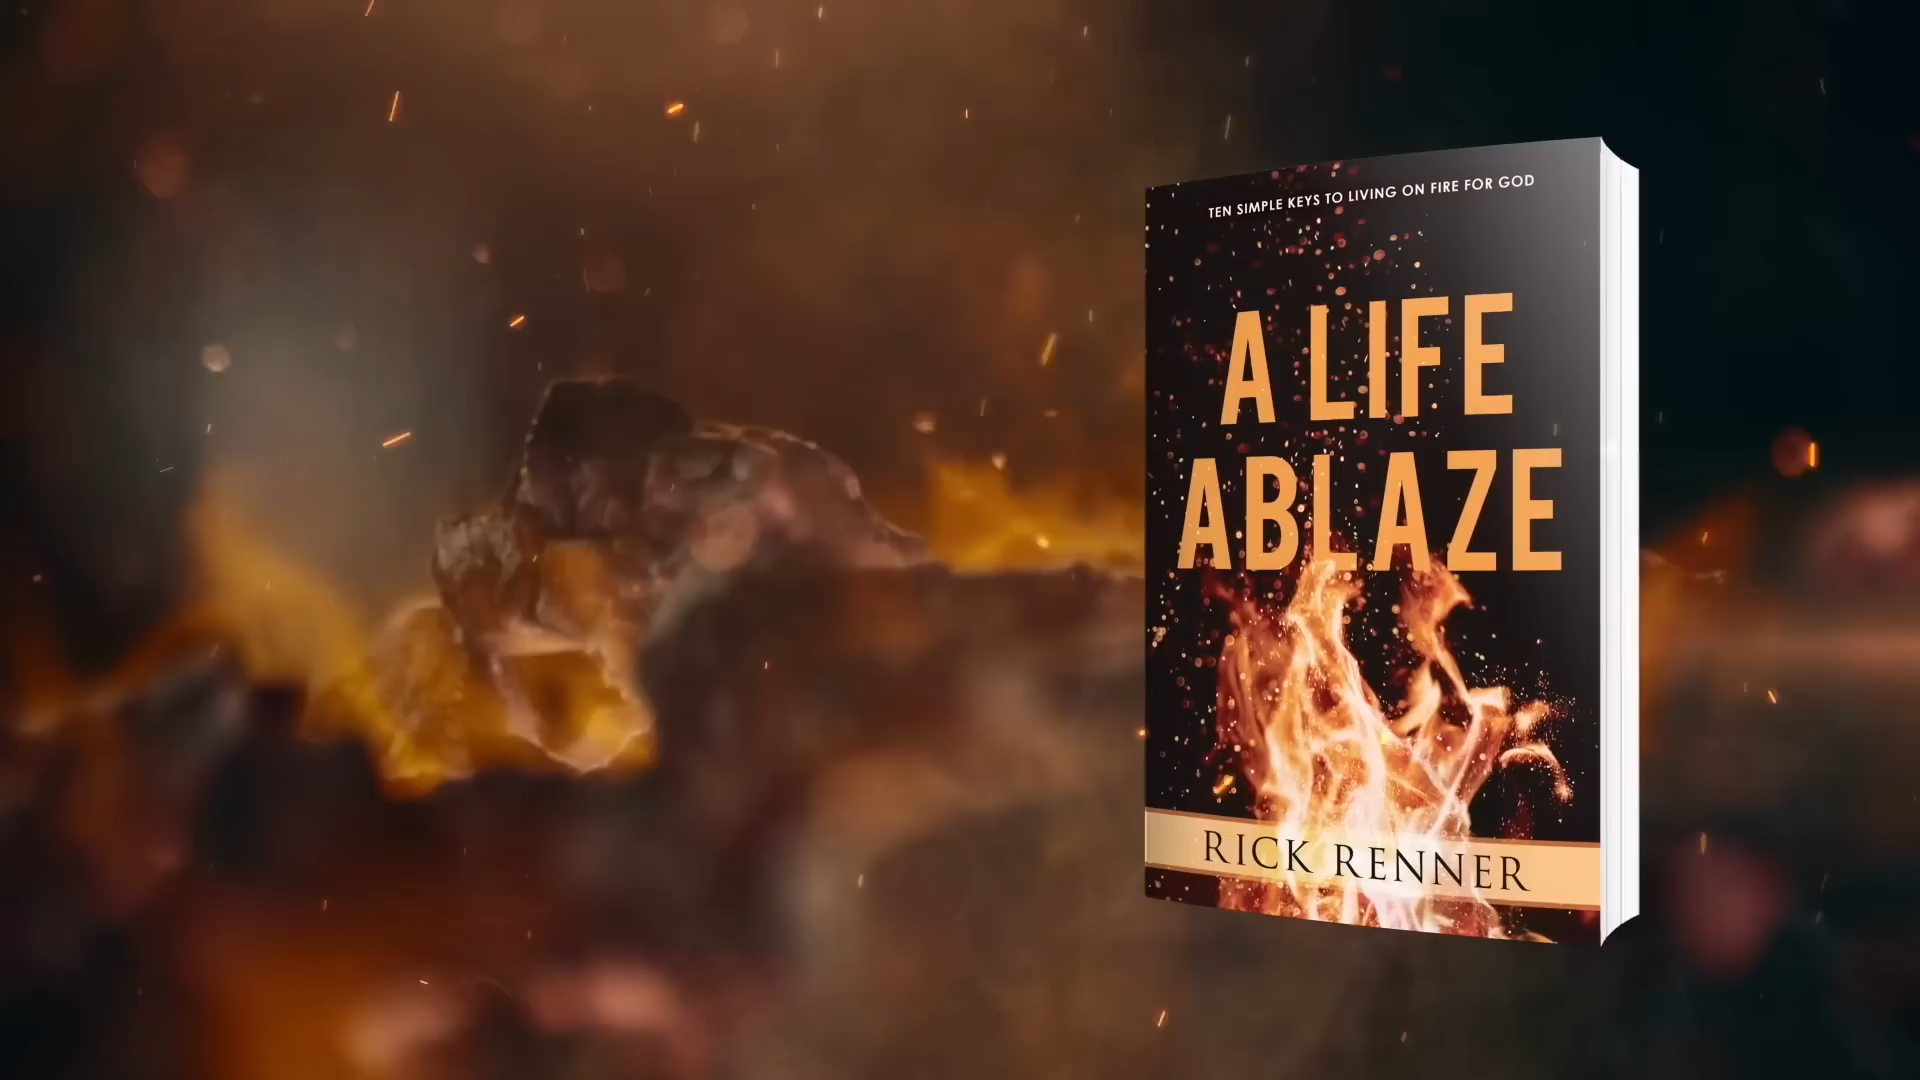 TEN SIMPLE KEYS TO LIVING ON FIRE FOR GOD
A LIFE
ABLAZE
RICK RENNER